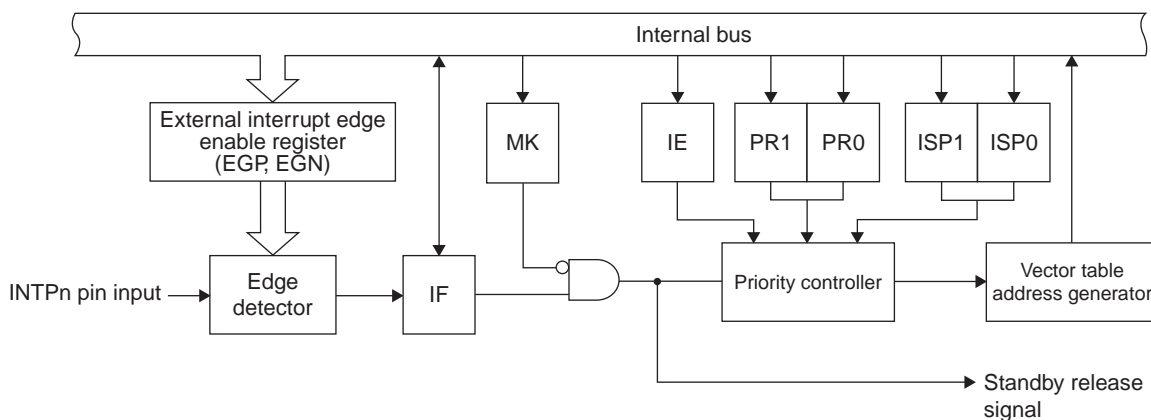 Internal bus
External interrupt edge
enable register
(EGP, EGN)
MK
IE
PR1
PR0
ISP1
ISP0
INTPn pin input
Edge
detector
IF
Priority controller
Vector table
address generator
Standby release
signal